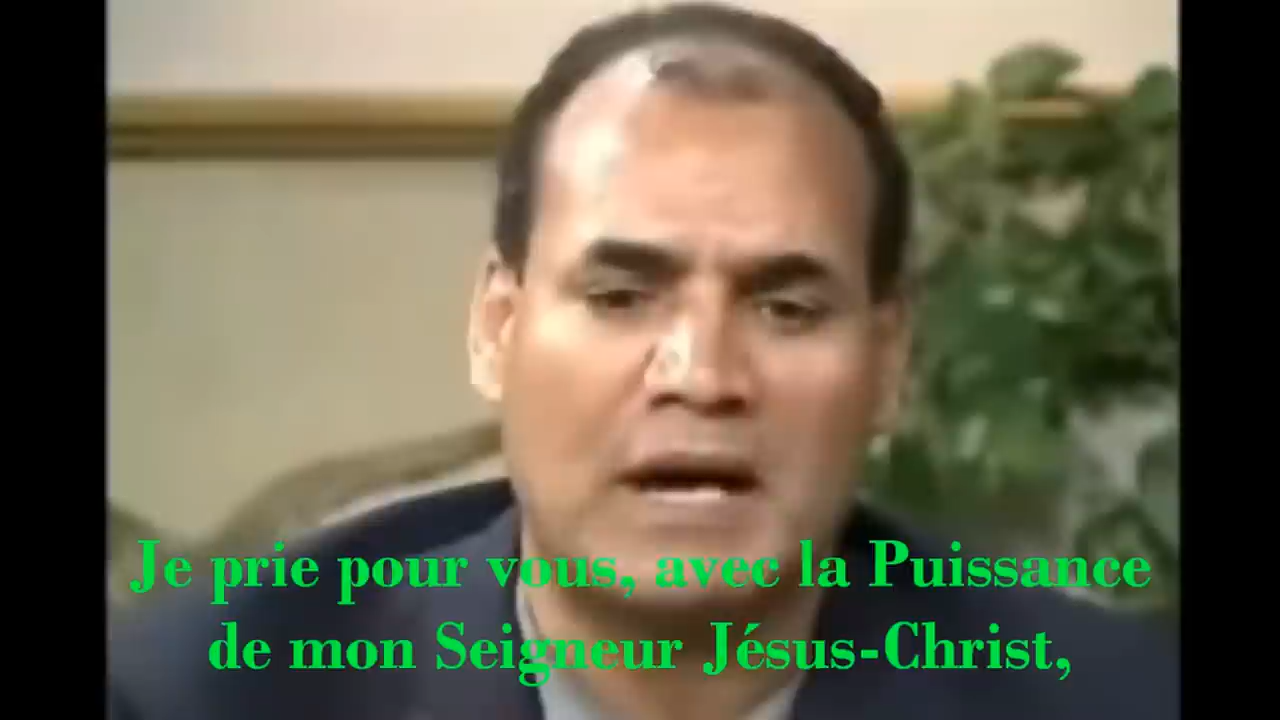 Je prie pour vous, avec la Puissance
de mon Seigneur Jésus-Christ,